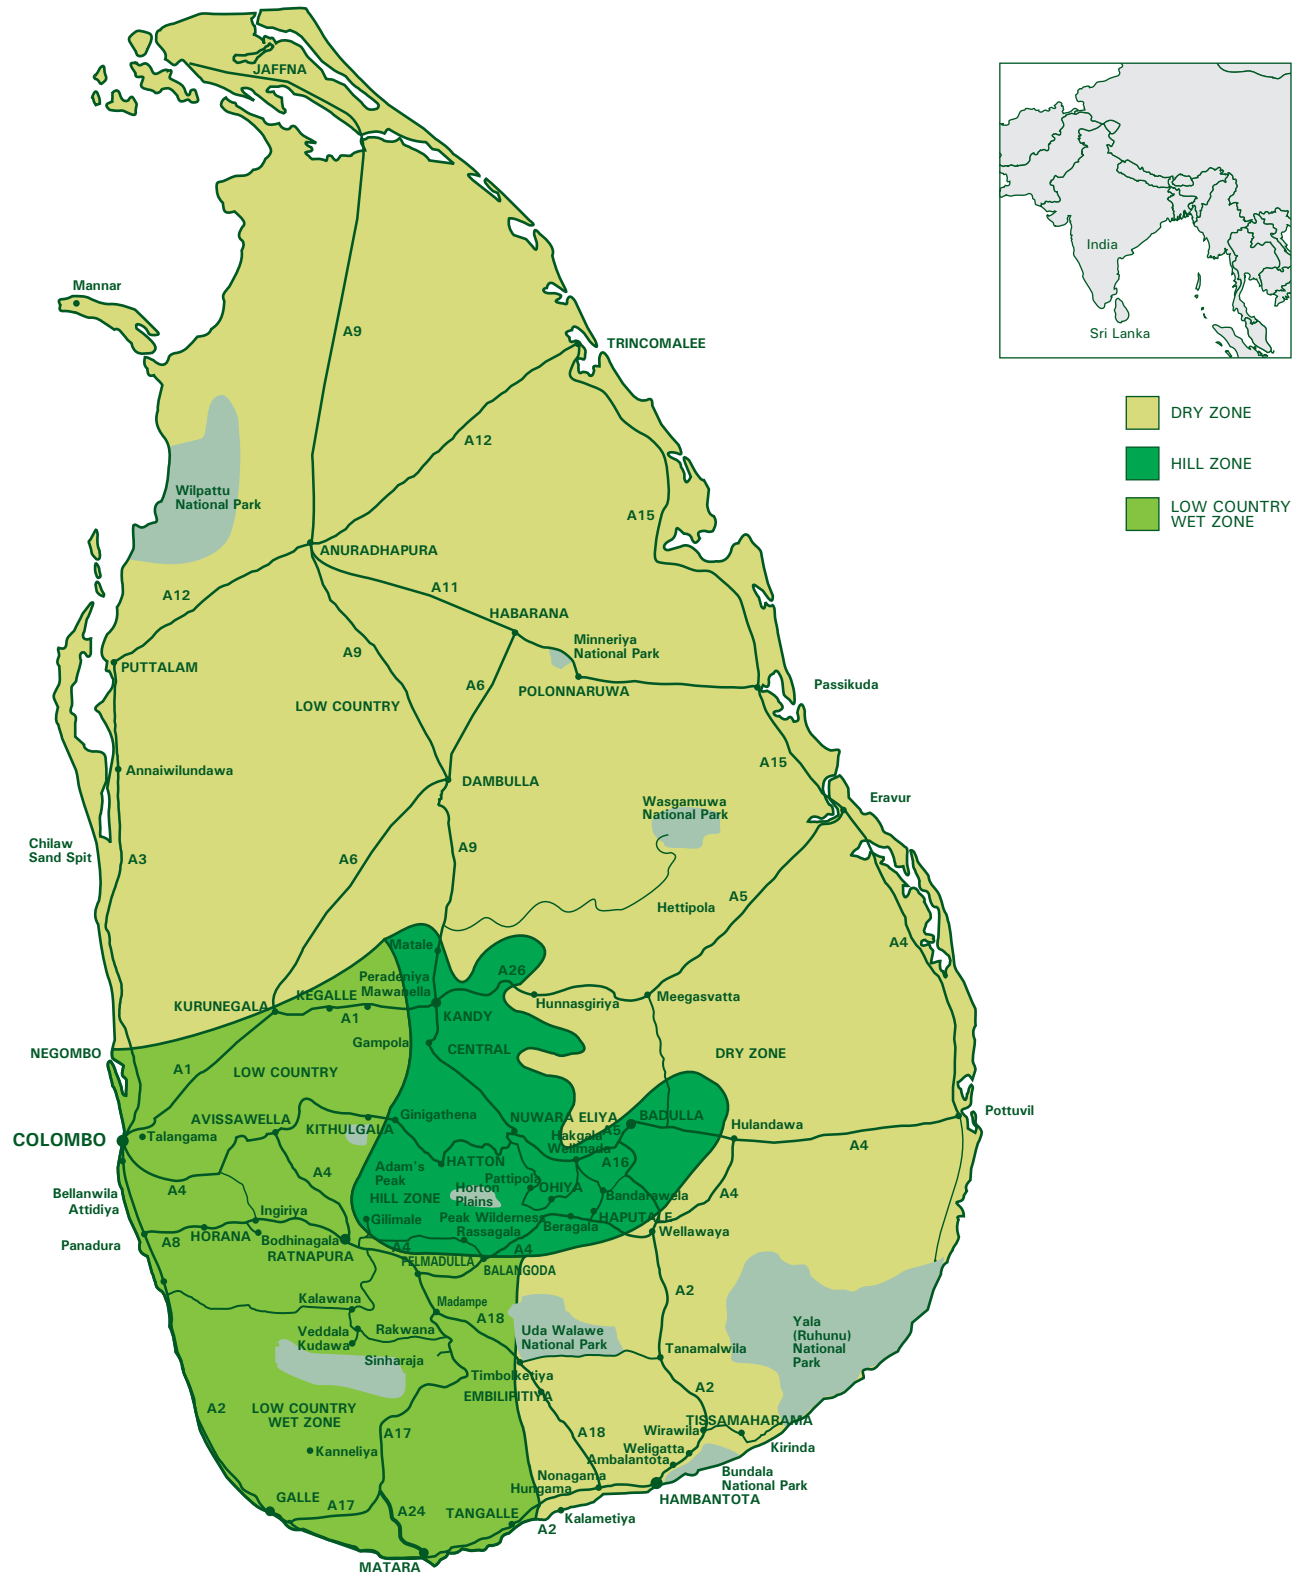 JAFFNA
Mannar
A9
TRINCOMALEE
India
Sri Lanka
DRY ZONE
HILL ZONE
LOW COUNTRY
WET ZONE
A12
Wilpattu
National Park
A15
ANURADHAPURA
A12
A11
HABARANA
Minneriya
National Park
A9
PUTTALAM
A6
POLONNARUWA
Passikuda
LOW COUNTRY
A15
Annaiwilundawa
DAMBULLA
Wasgamuwa
National Park
Eravur
Chilaw
Sand Spit
A3
A6
A9
A5
Hettipola
A4
Matale
A26
Peradeniya
Mawanella
KEGALLE
KURUNEGALA
Hunnasgiriya
Meegasvatta
A1
KANDY
Gampola
CENTRAL
NEGOMBO
DRY ZONE
A1
LOW COUNTRY
AVISSAWELLA
KITHULGALA
Ginigathena
NUWARA ELIYA
BADULLA
Pottuvil
COLOMBO
Talangama
Hakgala
A5
Hulandawa
Wellmada
A4
HATTON
A16
A4
Adam's
Peak
Pattipola
OHIYA
A4
Bellanwila
Attidiya
HILL ZONE
Horton
Plains
Bandarawela
A4
Ingiriya
Gilimale
Peak Wilderness
HAPUTALE
Beragala
Rassagala
Wellawaya
Panadura
A8
HORANA
Bodhinagala
RATNAPURA
A4
A4
PELMADULLA
BALANGODA
A2
Kalawana
Madampe
A18
Veddala
Kudawa
Rakwana
Uda Walawe
National Park
Yala
(Ruhunu)
National
Park
Sinharaja
Tanamalwila
Timbolketiya
EMBILIPITIYA
A2
A2
LOW COUNTRY
WET ZONE
A17
A18
TISSAMAHARAMA
Wirawila
Kirinda
Kanneliya
Weligatta
Ambalantota
Nonagama
Hungama
Bundala
National Park
GALLE
A17
A24
TANGALLE
HAMBANTOTA
A2
Kalametiya
MATARA